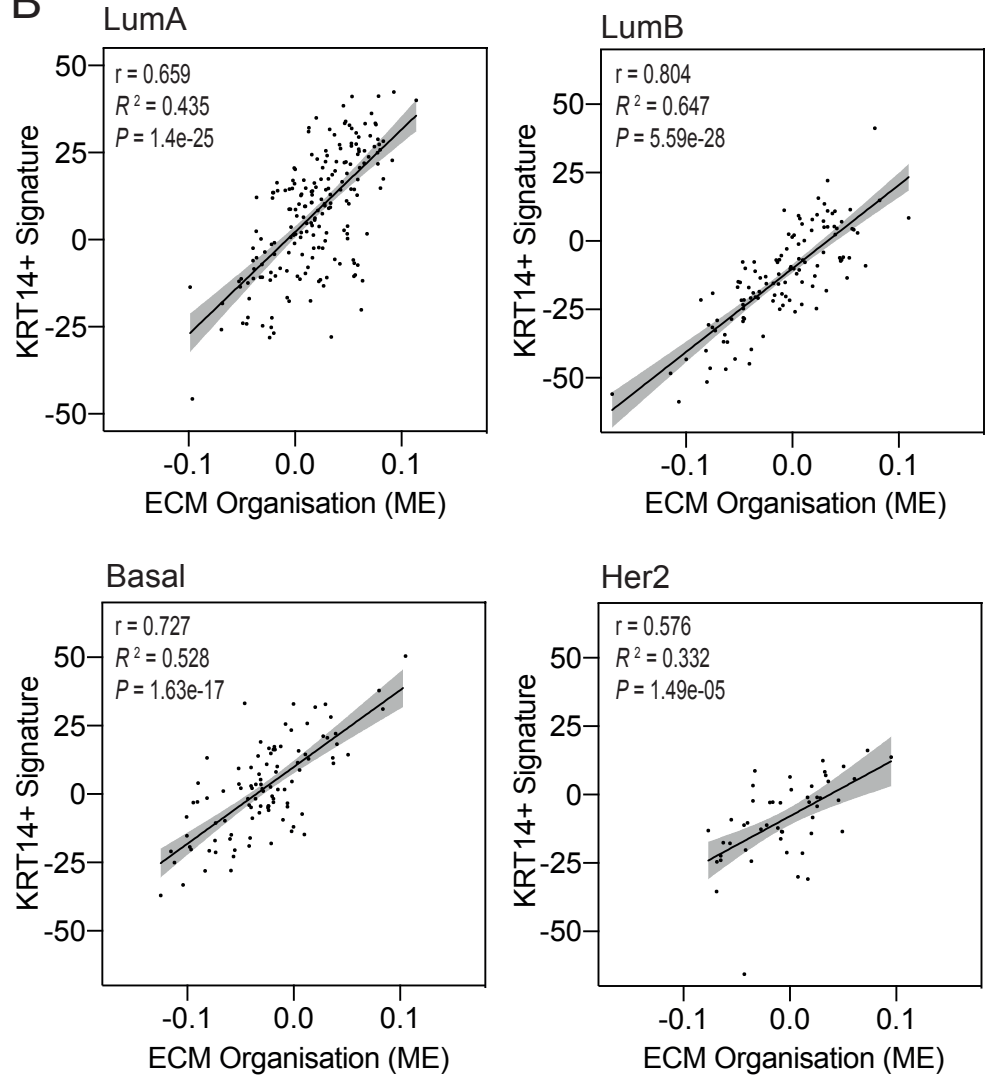 B
LumA
r = 0.659
R² = 0.435
P = 1.4e-25
KRT14+ Signature
50
25
0
-25
-50
-0.1 0.0 0.1
ECM Organisation (ME)
LumB
r = 0.804
R² = 0.647
P = 5.59e-28
KRT14+ Signature
50
25
0
-25
-50
-0.1 0.0 0.1
ECM Organisation (ME)
Basal
r = 0.727
R² = 0.528
P = 1.63e-17
KRT14+ Signature
50
25
0
-25
-50
-0.1 0.0 0.1
ECM Organisation (ME)
Her2
r = 0.576
R² = 0.332
P = 1.49e-05
KRT14+ Signature
50
25
0
-25
-50
-0.1 0.0 0.1
ECM Organisation (ME)